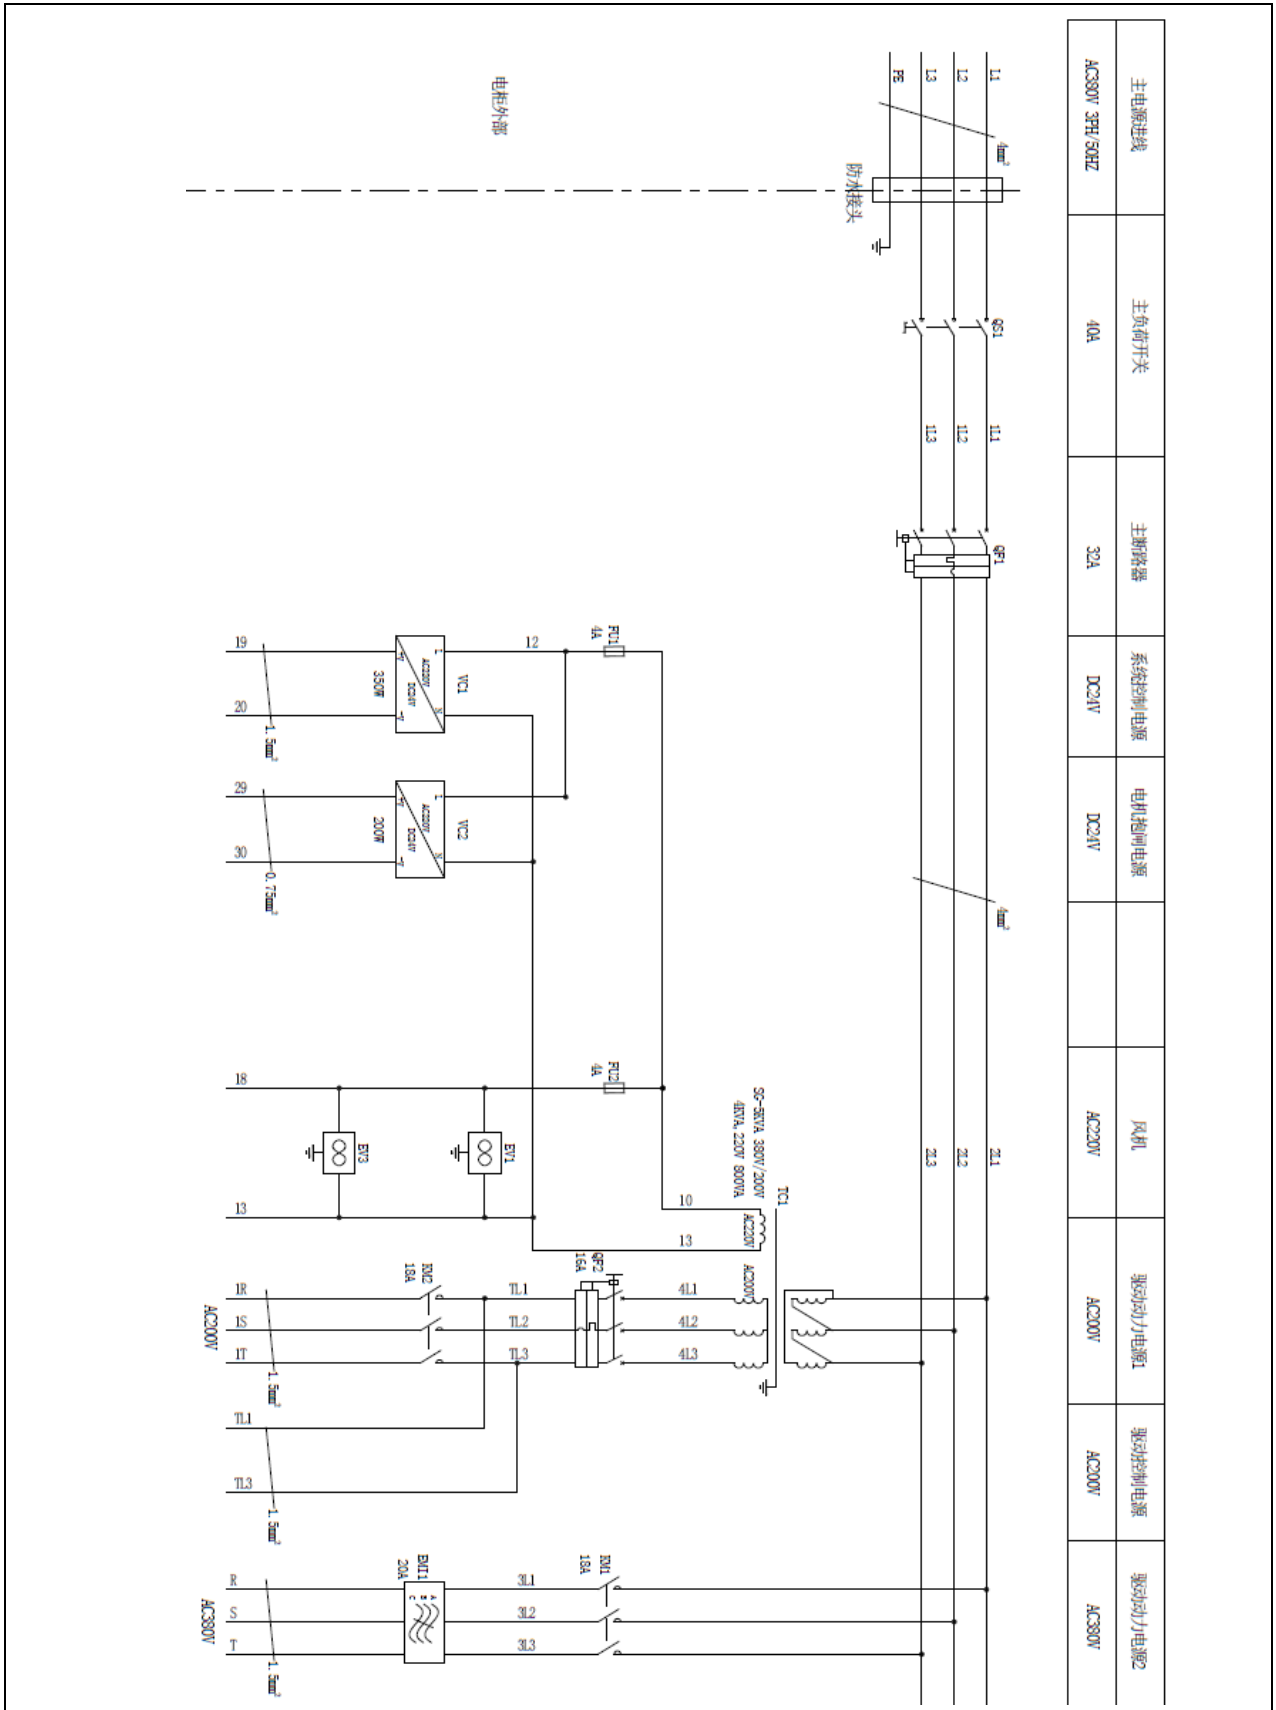 主电源进线
AC380V 3PH/50HZ
主负荷开关
40A
主断路器
32A
系统控制电源
DC24V
电机抱闸电源
DC24V
风机
AC220V
驱动动力电源1
AC200V
驱动控制电源
AC200V
驱动动力电源2
AC380V
L1
L2
L3
PE
4mm²
防水接头
电柜外部
QS1
1L1
1L2
1L3
QF1
4mm²
2L1
2L2
2L3
FU1
4A
12
VC1
L
N
AC220V
DC24V
+V
-V
350W
19
20
1.5mm²
VC2
L
N
AC220V
DC24V
+V
-V
200W
29
30
0.75mm²
FU2
4A
18
EV1
EV3
13
SG-5KVA 380V/200V
4KVA, 220V 800VA
TC1
10
13
AC220V
AC200V
4L1
4L2
4L3
QF2
16A
TL1
TL2
TL3
KM2
18A
1R
1S
1T
AC200V
1.5mm²
TL1
TL3
1.5mm²
KM1
18A
3L1
3L2
3L3
EMI1
20A
A
B
C
R
S
T
AC380V
1.5mm²